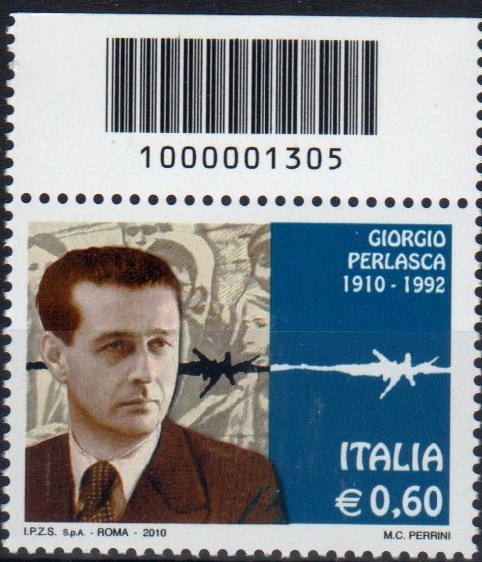 1000001305
GIORGIO
PERLASCA
1910 - 1992
ITALIA
€ 0,60
I.P.Z.S. S.p.A. - ROMA - 2010
M.C. PERRINI